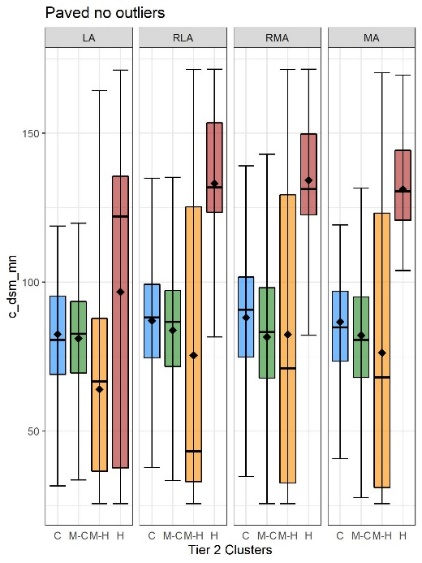 Paved no outliers
LA RLA RMA MA
150
100
50
c_dsm_mn
C M-C M-H H C M-C M-H H C M-C M-H H C M-C M-H H
Tier 2 Clusters